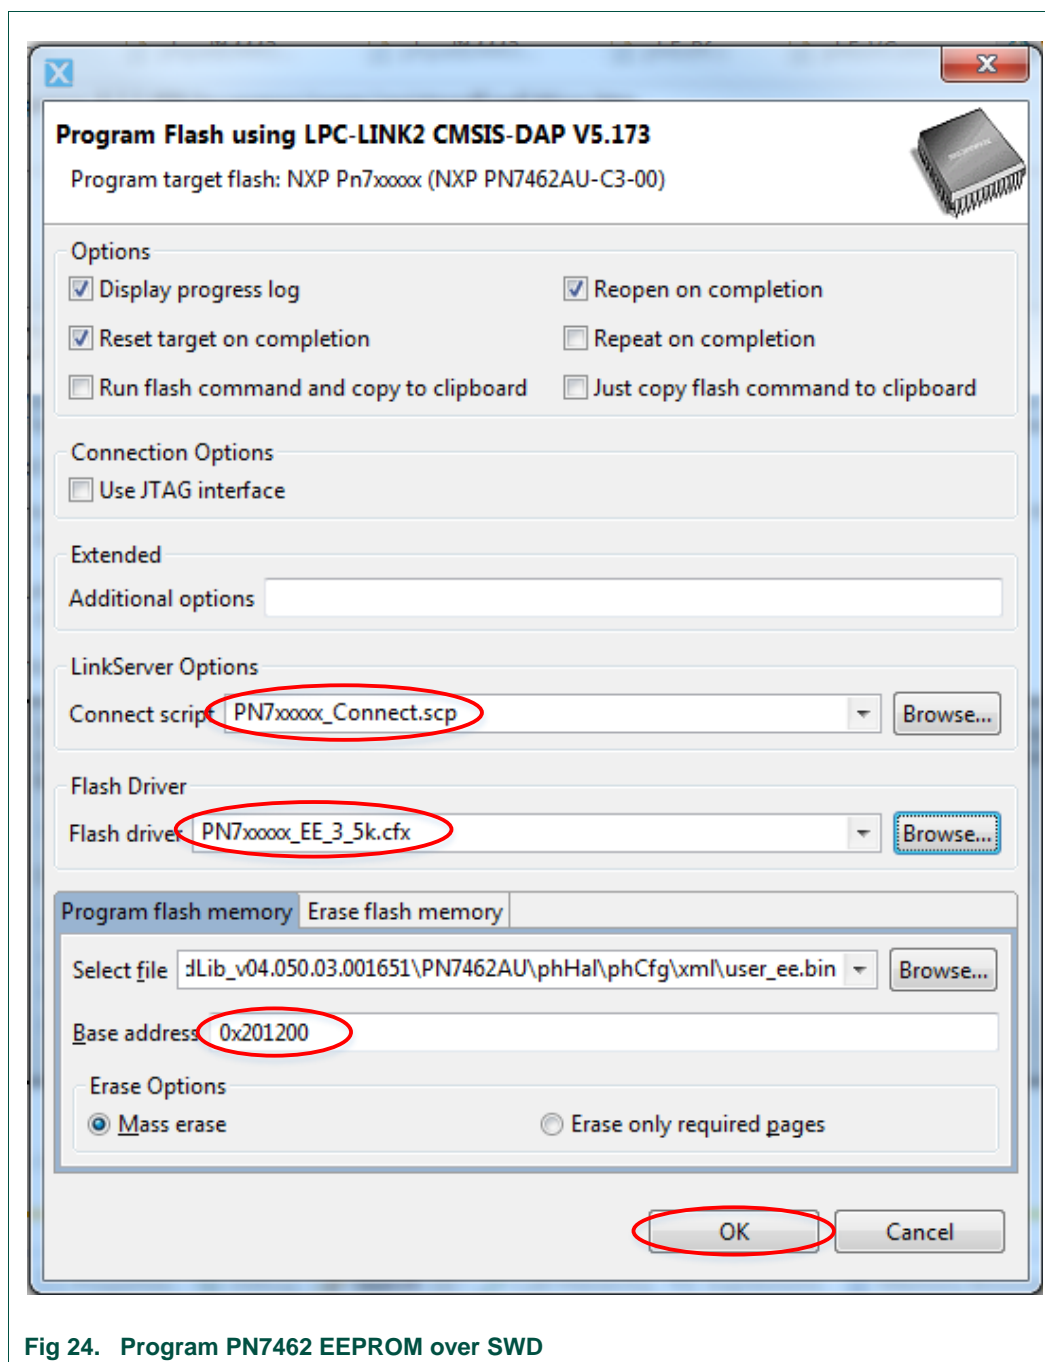 X
Program Flash using LPC-LINK2 CMSIS-DAP V5.173
Program target flash: NXP Pn7xxxxx (NXP PN7462AU-C3-00)
Options
Display progress log
Reopen on completion
Reset target on completion
Repeat on completion
Run flash command and copy to clipboard
Just copy flash command to clipboard
Connection Options
Use JTAG interface
Extended
Additional options
LinkServer Options
Connect script PN7xxxxx_Connect.scp Browse...
Flash Driver
Flash driver PN7xxxxx_EE_3_5k.cfx Browse...
Program flash memory Erase flash memory
Select file dLib_v04.050.03.001651\PN7462AU\phHal\phCfg\xml\user_ee.bin Browse...
Base address 0x201200
Erase Options
Mass erase
Erase only required pages
OK Cancel
Fig 24. Program PN7462 EEPROM over SWD